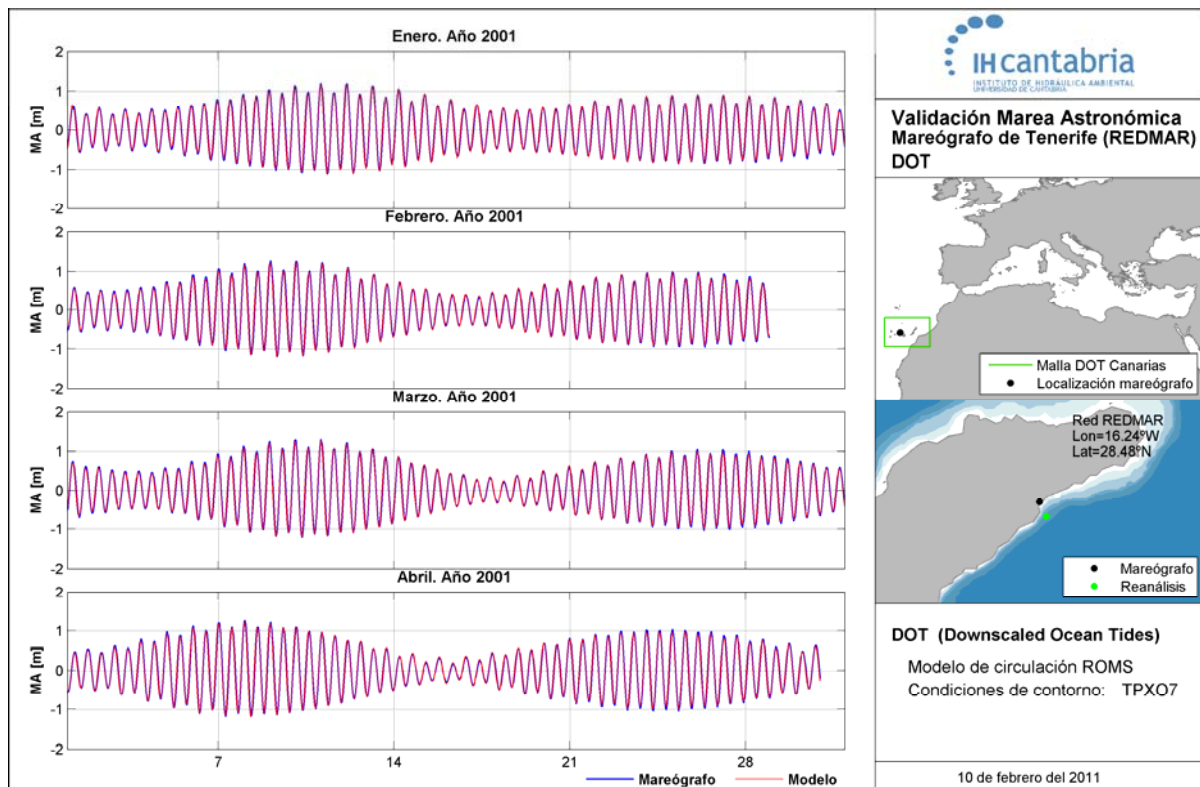 Enero. Año 2001
MA [m]
2
1
0
-1
-2
Febrero. Año 2001
MA [m]
2
1
0
-1
-2
Marzo. Año 2001
MA [m]
2
1
0
-1
-2
Abril. Año 2001
MA [m]
2
1
0
-1
-2
7 14 21 28
Mareógrafo Modelo
IHcantabria
INSTITUTO DE HIDRÁULICA AMBIENTAL
UNIVERSIDAD DE CANTABRIA
Validación Marea Astronómica
Mareógrafo de Tenerife (REDMAR)
DOT
Malla DOT Canarias
Localización mareógrafo
Red REDMAR
Lon=16.24ºW
Lat=28.48ºN
Mareógrafo
Reanálisis
DOT (Downscaled Ocean Tides)
Modelo de circulación ROMS
Condiciones de contorno: TPXO7
10 de febrero del 2011